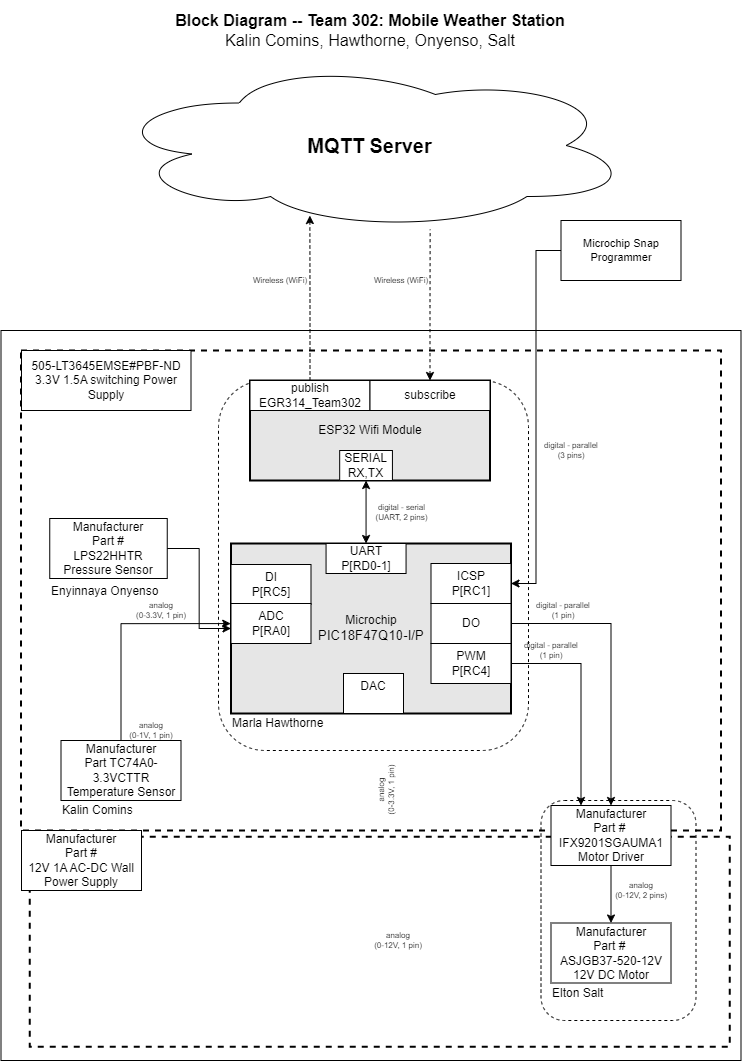 Block Diagram -- Team 302: Mobile Weather Station
Kalin Comins, Hawthorne, Onyenso, Salt
MQTT Server
Microchip Snap
Programmer
Wireless (WiFi)
Wireless (WiFi)
505-LT3645EMSE#PBF-ND
3.3V 1.5A switching Power
Supply
publish
EGR314_Team302
subscribe
ESP32 Wifi Module
SERIAL
RX,TX
digital - parallel
(3 pins)
digital - serial
(UART, 2 pins)
Manufacturer
Part #
LPS22HHTR
Pressure Sensor
Enyinnaya Onyenso
UART
P[RD0-1]
DI
P[RC5]
ICSP
P[RC1]
analog
(0-3.3V, 1 pin)
ADC
P[RA0]
Microchip
PIC18F47Q10-I/P
DO
digital - parallel
(1 pin)
PWM
P[RC4]
digital - parallel
(1 pin)
DAC
Marla Hawthorne
analog
(0-1V, 1 pin)
Manufacturer
Part TC74A0-
3.3VCTTR
Temperature Sensor
Kalin Comins
analog
(0-3.3V, 1 pin)
Manufacturer
Part #
IFX9201SGAUMA1
Motor Driver
Manufacturer
Part #
12V 1A AC-DC Wall
Power Supply
analog
(0-12V, 2 pins)
analog
(0-12V, 1 pin)
Manufacturer
Part #
ASJGB37-520-12V
12V DC Motor
Elton Salt